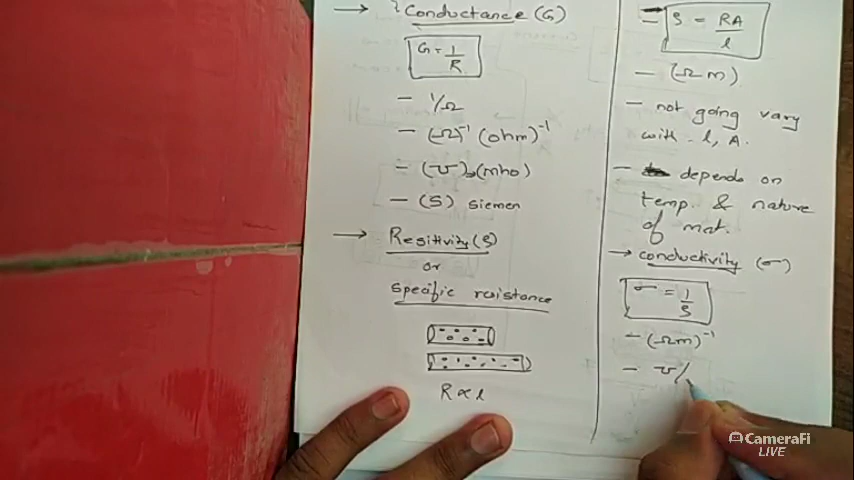 → Conductance (G)
G = 1/R
- 1/Ω
- (Ω)⁻¹ (ohm)⁻¹
- (℧) (mho)
- (S) siemen
→ Resitivity (ρ)
or
specific resistance
R ∝ l
- ρ = RA/l
- (Ωm)
- not going vary
with - l, A.
- depends on
temp. & nature
of mat.
→ conductivity (σ)
σ = 1/ρ
- (Ωm)⁻¹
- ℧/
CameraFi
LIVE